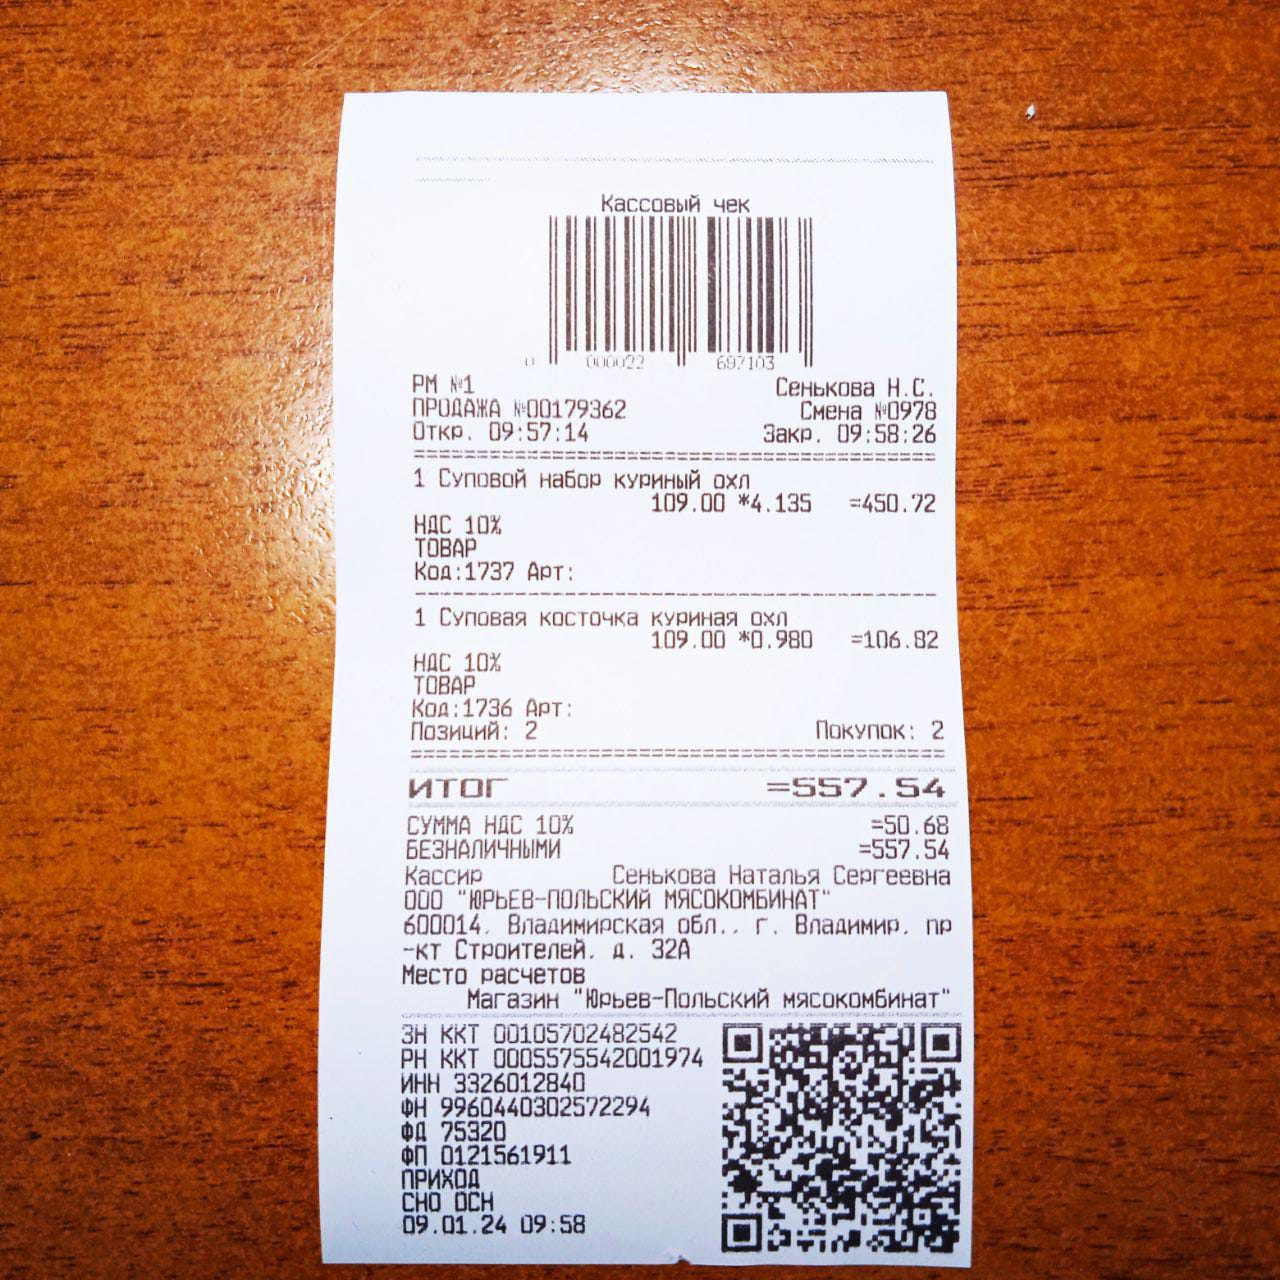 Кассовый чек
0 000022 697103
РМ №1 Сенькова Н.С.
ПРОДАЖА №00179362 Смена №0978
Откр. 09:57:14 Закр. 09:58:26
1 Суповой набор куриный охл
109.00 *4.135 =450.72
НДС 10%
ТОВАР
Код:1737 Арт:
1 Суповая косточка куриная охл
109.00 *0.980 =106.82
НДС 10%
ТОВАР
Код:1736 Арт:
Позиций: 2 Покупок: 2
ИТОГ =557.54
СУММА НДС 10% =50.68
БЕЗНАЛИЧНЫМИ =557.54
Кассир Сенькова Наталья Сергеевна
ООО "ЮРЬЕВ-ПОЛЬСКИЙ МЯСОКОМБИНАТ"
600014, Владимирская обл., г. Владимир, пр
-кт Строителей, д. 32А
Место расчетов
Магазин "Юрьев-Польский мясокомбинат"
ЗН ККТ 00105702482542
РН ККТ 0005575542001974
ИНН 3326012840
ФН 9960440302572294
ФД 75320
ФП 0121561911
ПРИХОД
СНО ОСН
09.01.24 09:58